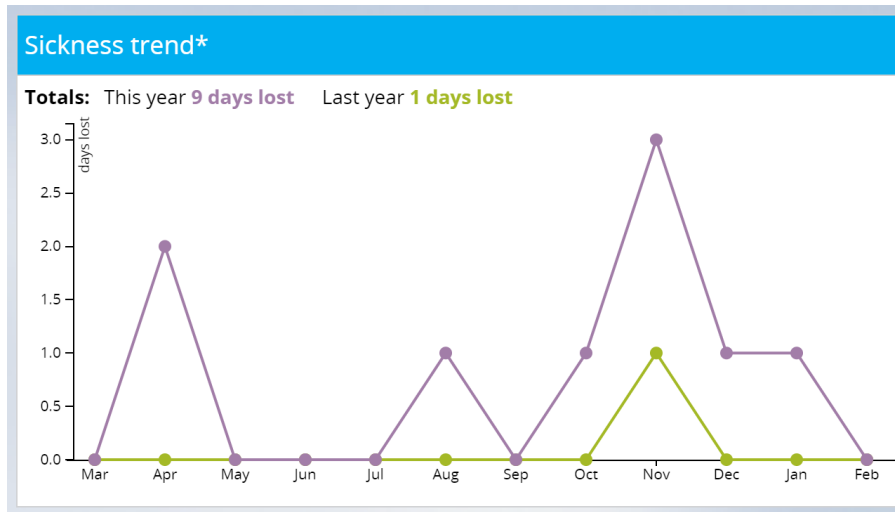 Sickness trend*
Totals: This year 9 days lost Last year 1 days lost
days lost
3.0
2.5
2.0
1.5
1.0
0.5
0.0
Mar Apr May Jun Jul Aug Sep Oct Nov Dec Jan Feb